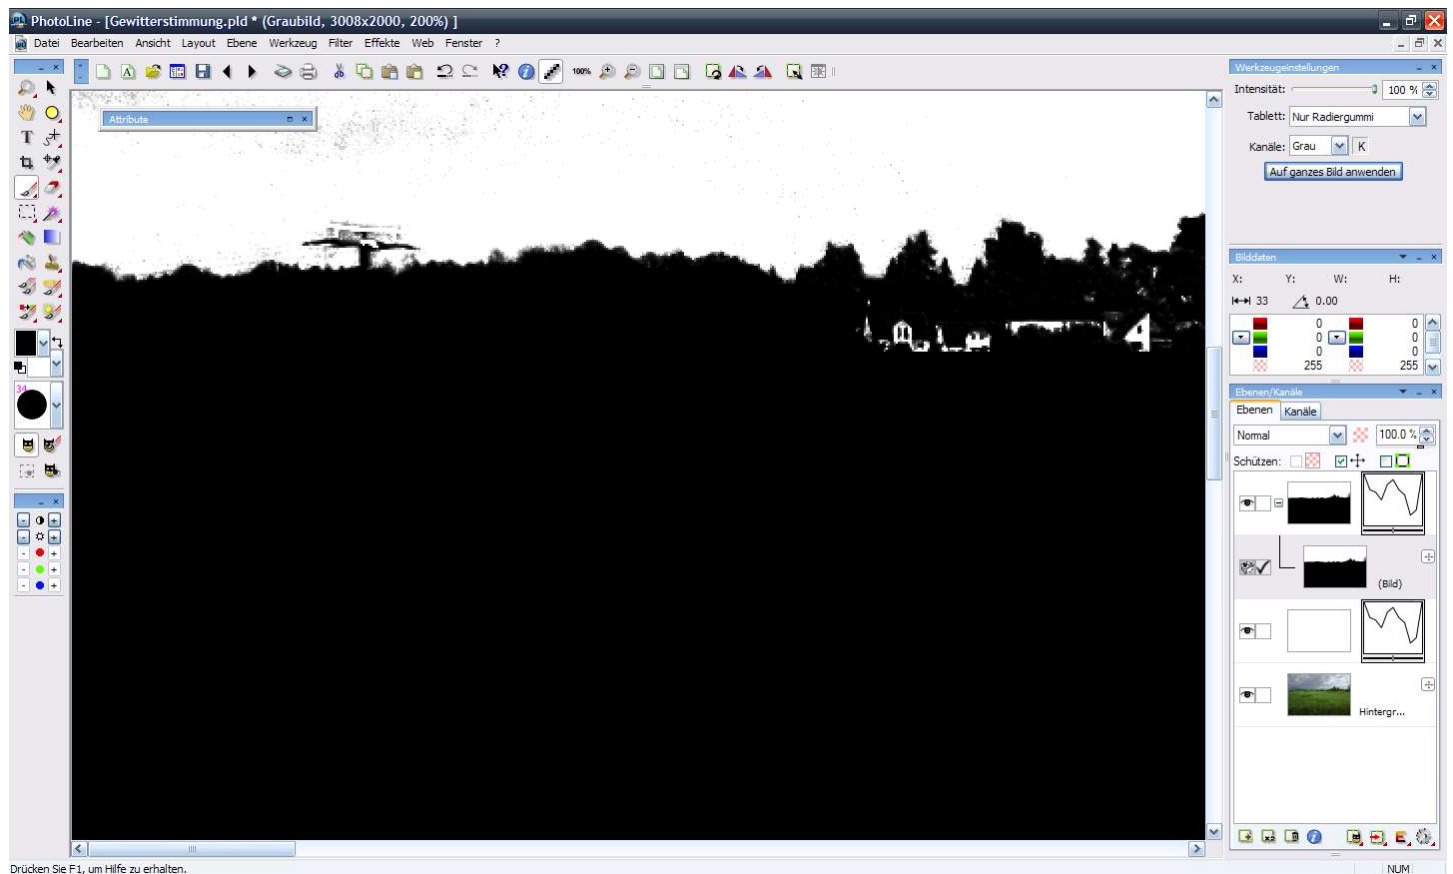 PhotoLine - [Gewitterstimmung.pld * (Graubild, 3008x2000, 200%) ]
Datei Bearbeiten Ansicht Layout Ebene Werkzeug Filter Effekte Web Fenster ?
100%
Attribute
T
34
Werkzeugeinstellungen
Intensität: 100 %
Tablett: Nur Radiergummi
Kanäle: Grau K
Auf ganzes Bild anwenden
Bilddaten
X: Y: W: H:
33 0.00
0 0
0 0
0 0
255 255
Ebenen/Kanäle
Ebenen Kanäle
Normal 100.0 %
Schützen:
(Bild)
Hintergr...
Drücken Sie F1, um Hilfe zu erhalten.
NUM